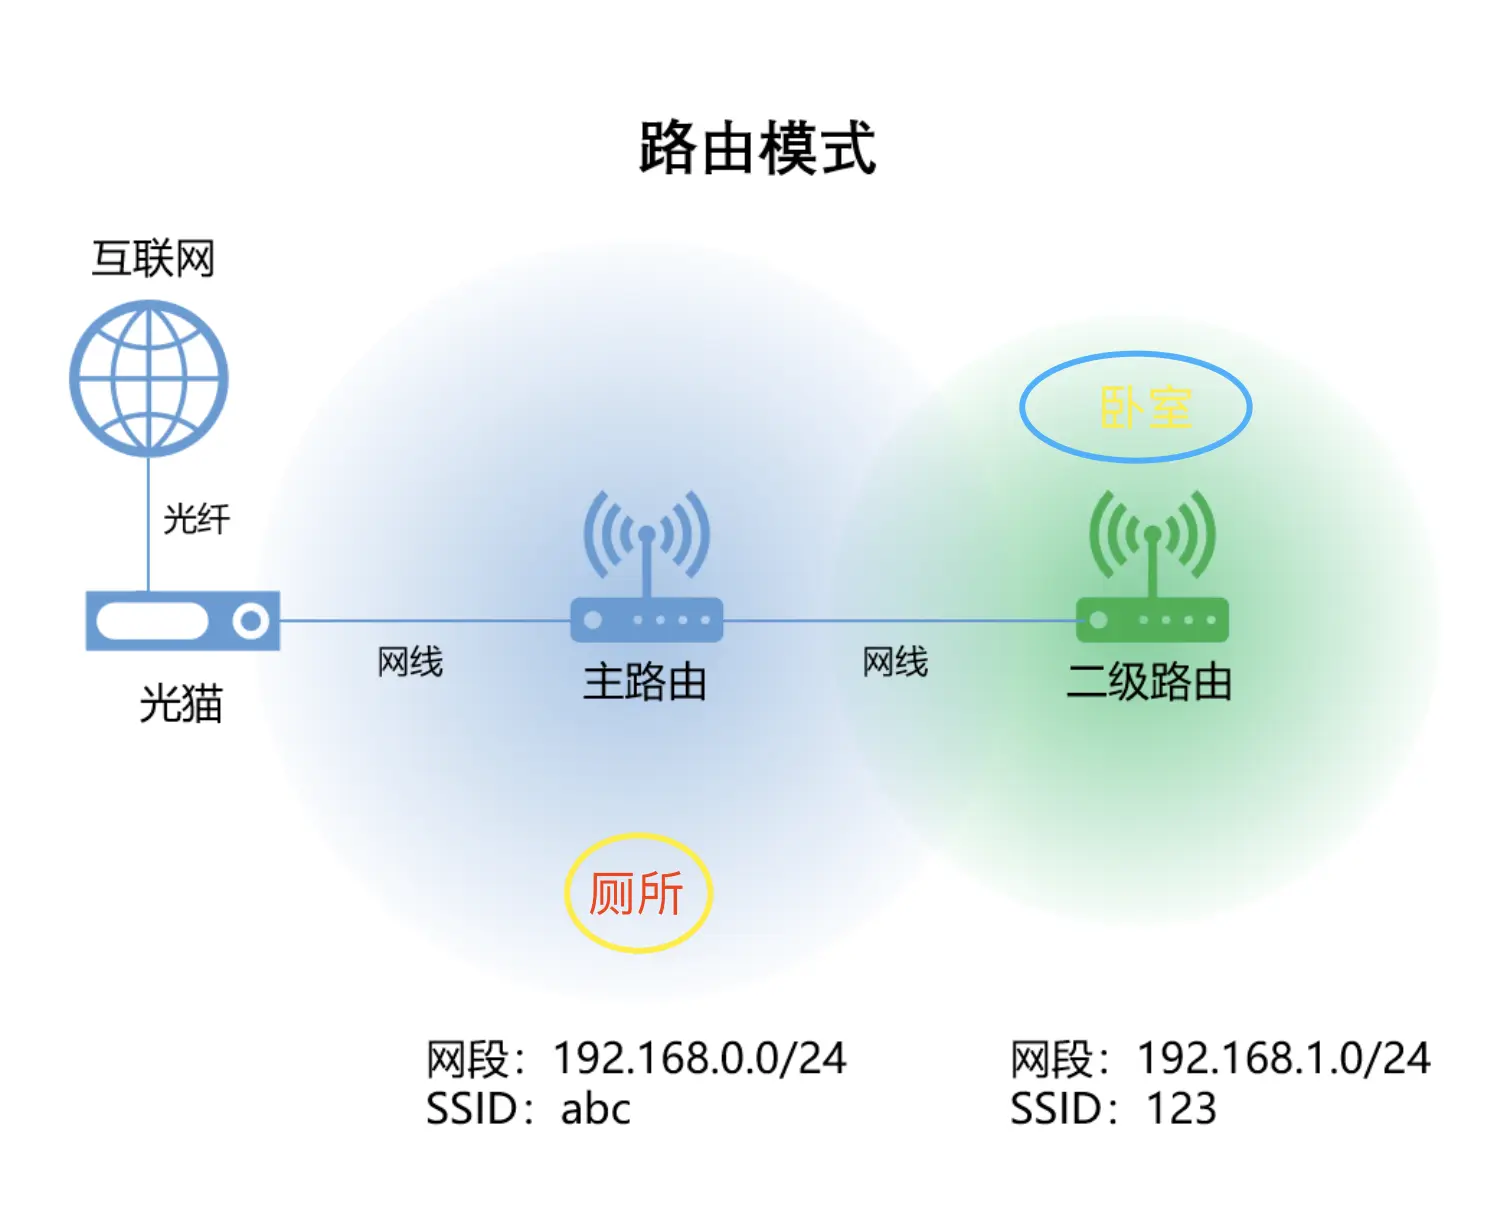 路由模式
互联网
光纤
光猫
网线
主路由
网线
二级路由
卧室
厕所
网段：192.168.0.0/24
SSID：abc
网段：192.168.1.0/24
SSID：123